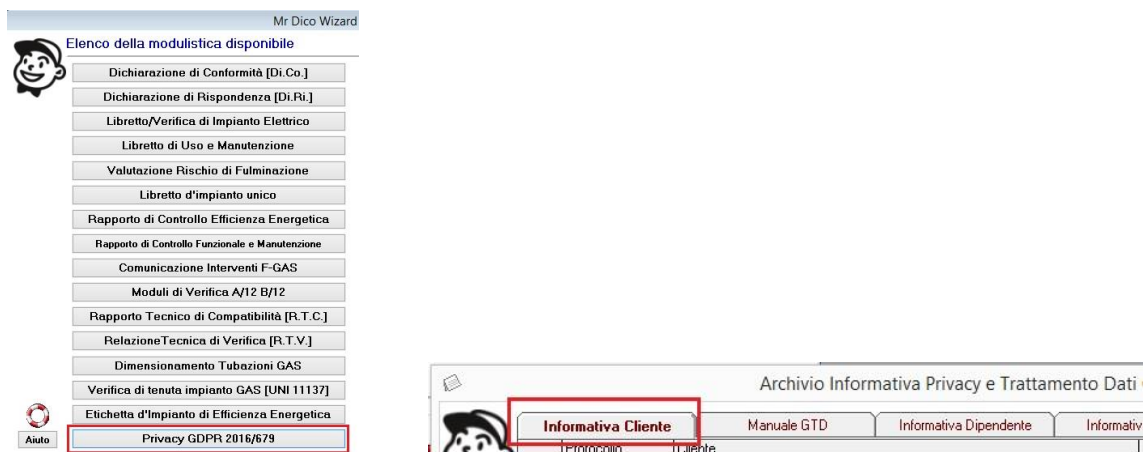 Mr Dico Wizard
Elenco della modulistica disponibile
Dichiarazione di Conformità [Di.Co.]
Dichiarazione di Rispondenza [Di.Ri.]
Libretto/Verifica di Impianto Elettrico
Libretto di Uso e Manutenzione
Valutazione Rischio di Fulminazione
Libretto d'impianto unico
Rapporto di Controllo Efficienza Energetica
Rapporto di Controllo Funzionale e Manutenzione
Comunicazione Interventi F-GAS
Moduli di Verifica A/12 B/12
Rapporto Tecnico di Compatibilità [R.T.C.]
RelazioneTecnica di Verifica [R.T.V.]
Dimensionamento Tubazioni GAS
Verifica di tenuta impianto GAS [UNI 11137]
Etichetta d'Impianto di Efficienza Energetica
Aiuto
Privacy GDPR 2016/679
Archivio Informativa Privacy e Trattamento Dati
Informativa Cliente Manuale GTD Informativa Dipendente Informativ
Protocollo Cliente